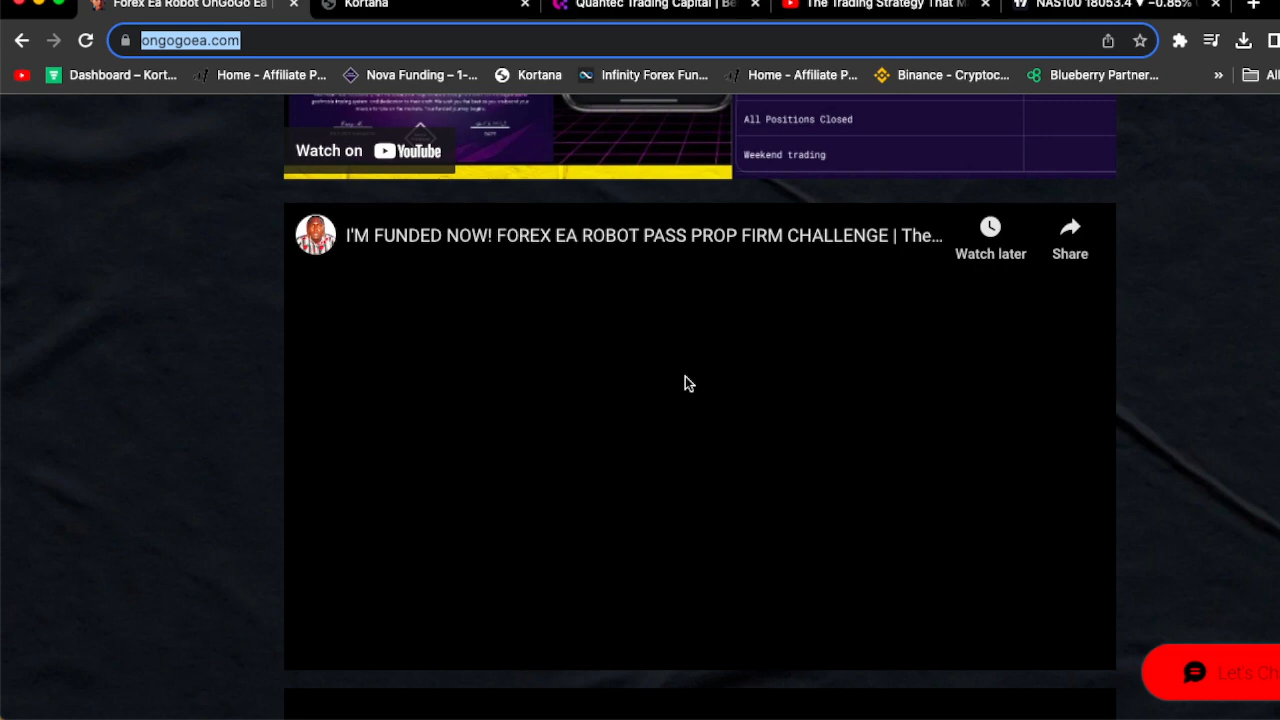 Forex Ea Robot OnGoGo Ea
Kortana
Quantec Trading Capital | Be
The Trading Strategy That M
NAS100 18053.4 ▼ −0.85%
ongogoea.com
Dashboard – Kort...
Home - Affiliate P...
Nova Funding – 1-...
Kortana
Infinity Forex Fun...
Home - Affiliate P...
Binance - Cryptoc...
Blueberry Partner...
»
All
DATE
All Positions Closed
Weekend trading
Watch on YouTube
I'M FUNDED NOW! FOREX EA ROBOT PASS PROP FIRM CHALLENGE | The...
Watch later
Share
Let's Ch